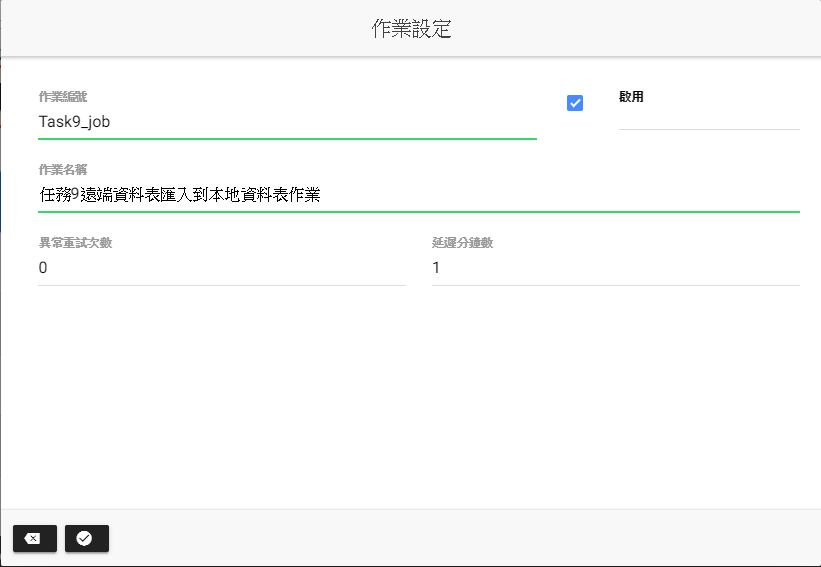 作業設定
作業編號
啟用
Task9_job
作業名稱
任務9遠端資料表匯入到本地資料表作業
異常重試次數
延遲分鐘數
0
1